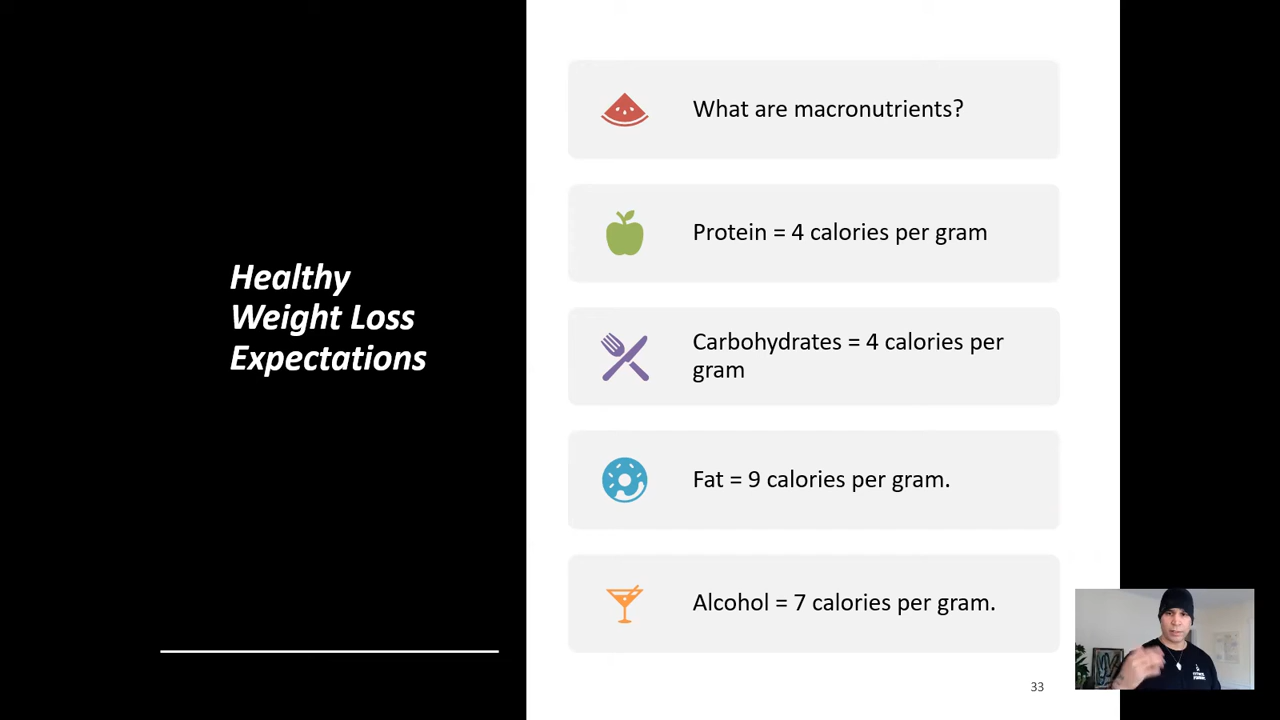 Healthy
Weight Loss
Expectations
What are macronutrients?
Protein = 4 calories per gram
Carbohydrates = 4 calories per
gram
Fat = 9 calories per gram.
Alcohol = 7 calories per gram.
33